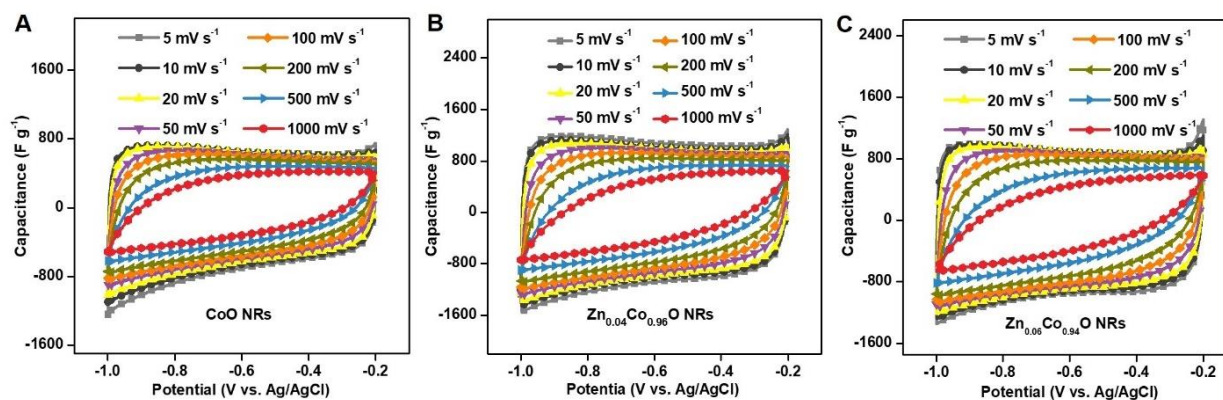 A
5 mV s⁻¹ 100 mV s⁻¹
10 mV s⁻¹ 200 mV s⁻¹
20 mV s⁻¹ 500 mV s⁻¹
50 mV s⁻¹ 1000 mV s⁻¹
Capacitance (F g⁻¹)
1600
800
0
-800
-1600
CoO NRs
-1.0 -0.8 -0.6 -0.4 -0.2
Potential (V vs. Ag/AgCl)
B
5 mV s⁻¹ 100 mV s⁻¹
10 mV s⁻¹ 200 mV s⁻¹
20 mV s⁻¹ 500 mV s⁻¹
50 mV s⁻¹ 1000 mV s⁻¹
Capacitance (F g⁻¹)
2400
1600
800
0
-800
-1600
Zn₀.₀₄Co₀.₉₆O NRs
-1.0 -0.8 -0.6 -0.4 -0.2
Potentia (V vs. Ag/AgCl)
C
5 mV s⁻¹ 100 mV s⁻¹
10 mV s⁻¹ 200 mV s⁻¹
20 mV s⁻¹ 500 mV s⁻¹
50 mV s⁻¹ 1000 mV s⁻¹
Capacitance (F g⁻¹)
2400
1600
800
0
-800
-1600
Zn₀.₀₆Co₀.₉₄O NRs
-1.0 -0.8 -0.6 -0.4 -0.2
Potential (V vs. Ag/AgCl)